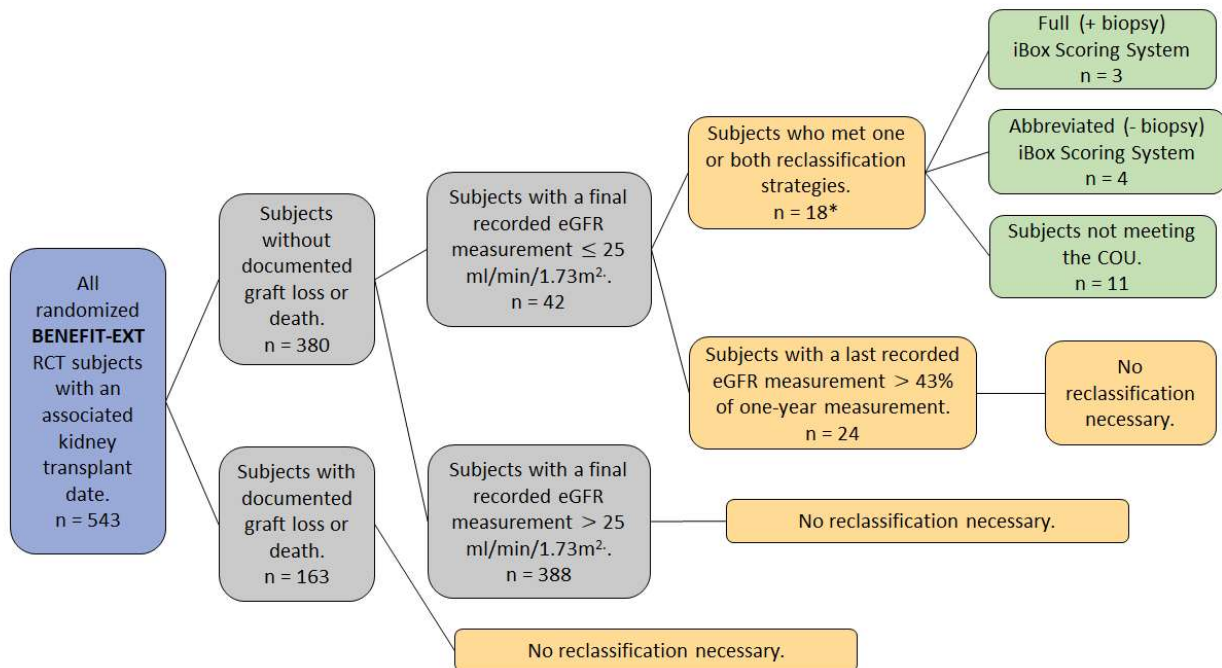 All
randomized
BENEFIT-EXT
RCT subjects
with an
associated
kidney
transplant
date.
n = 543
Subjects
without
documented
graft loss or
death.
n = 380
Subjects with
documented
graft loss or
death.
n = 163
Subjects with a final
recorded eGFR
measurement ≤ 25
ml/min/1.73m².
n = 42
Subjects with a final
recorded eGFR
measurement > 25
ml/min/1.73m².
n = 388
Subjects who met one
or both reclassification
strategies.
n = 18*
Subjects with a last recorded
eGFR measurement > 43%
of one-year measurement.
n = 24
Full (+ biopsy)
iBox Scoring System
n = 3
Abbreviated (- biopsy)
iBox Scoring System
n = 4
Subjects not meeting
the COU.
n = 11
No
reclassification
necessary.
No reclassification necessary.
No reclassification necessary.